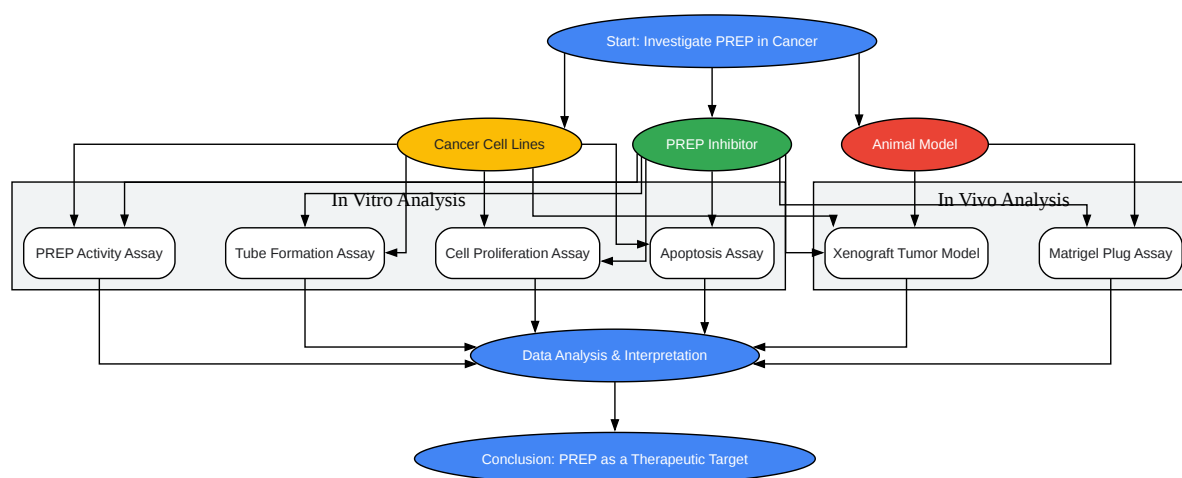 Start: Investigate PREP in Cancer
Cancer Cell Lines
PREP Inhibitor
Animal Model
In Vitro Analysis
In Vivo Analysis
PREP Activity Assay
Tube Formation Assay
Cell Proliferation Assay
Apoptosis Assay
Xenograft Tumor Model
Matrigel Plug Assay
Data Analysis & Interpretation
Conclusion: PREP as a Therapeutic Target